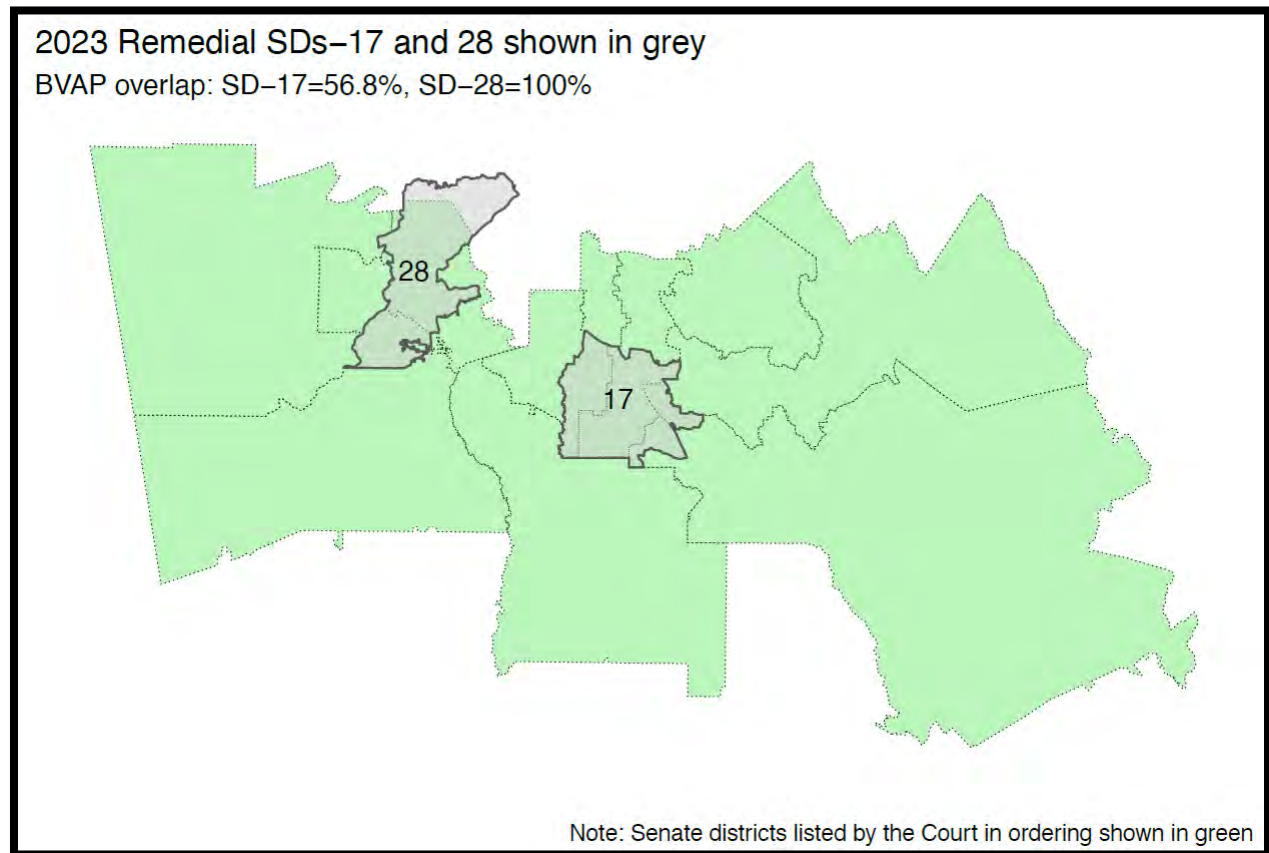 2023 Remedial SDs−17 and 28 shown in grey
BVAP overlap: SD−17=56.8%, SD−28=100%
28
17
Note: Senate districts listed by the Court in ordering shown in green